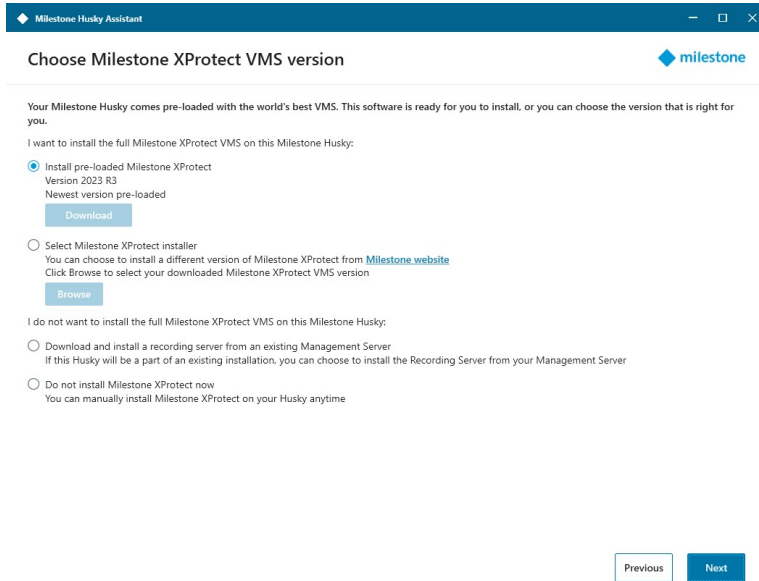 Milestone Husky Assistant
Choose Milestone XProtect VMS version
milestone
Your Milestone Husky comes pre-loaded with the world's best VMS. This software is ready for you to install, or you can choose the version that is right for
you.
I want to install the full Milestone XProtect VMS on this Milestone Husky:
Install pre-loaded Milestone XProtect
Version 2023 R3
Newest version pre-loaded
Download
Select Milestone XProtect installer
You can choose to install a different version of Milestone XProtect from Milestone website
Click Browse to select your downloaded Milestone XProtect VMS version
Browse
I do not want to install the full Milestone XProtect VMS on this Milestone Husky:
Download and install a recording server from an existing Management Server
If this Husky will be a part of an existing installation, you can choose to install the Recording Server from your Management Server
Do not install Milestone XProtect now
You can manually install Milestone XProtect on your Husky anytime
Previous
Next